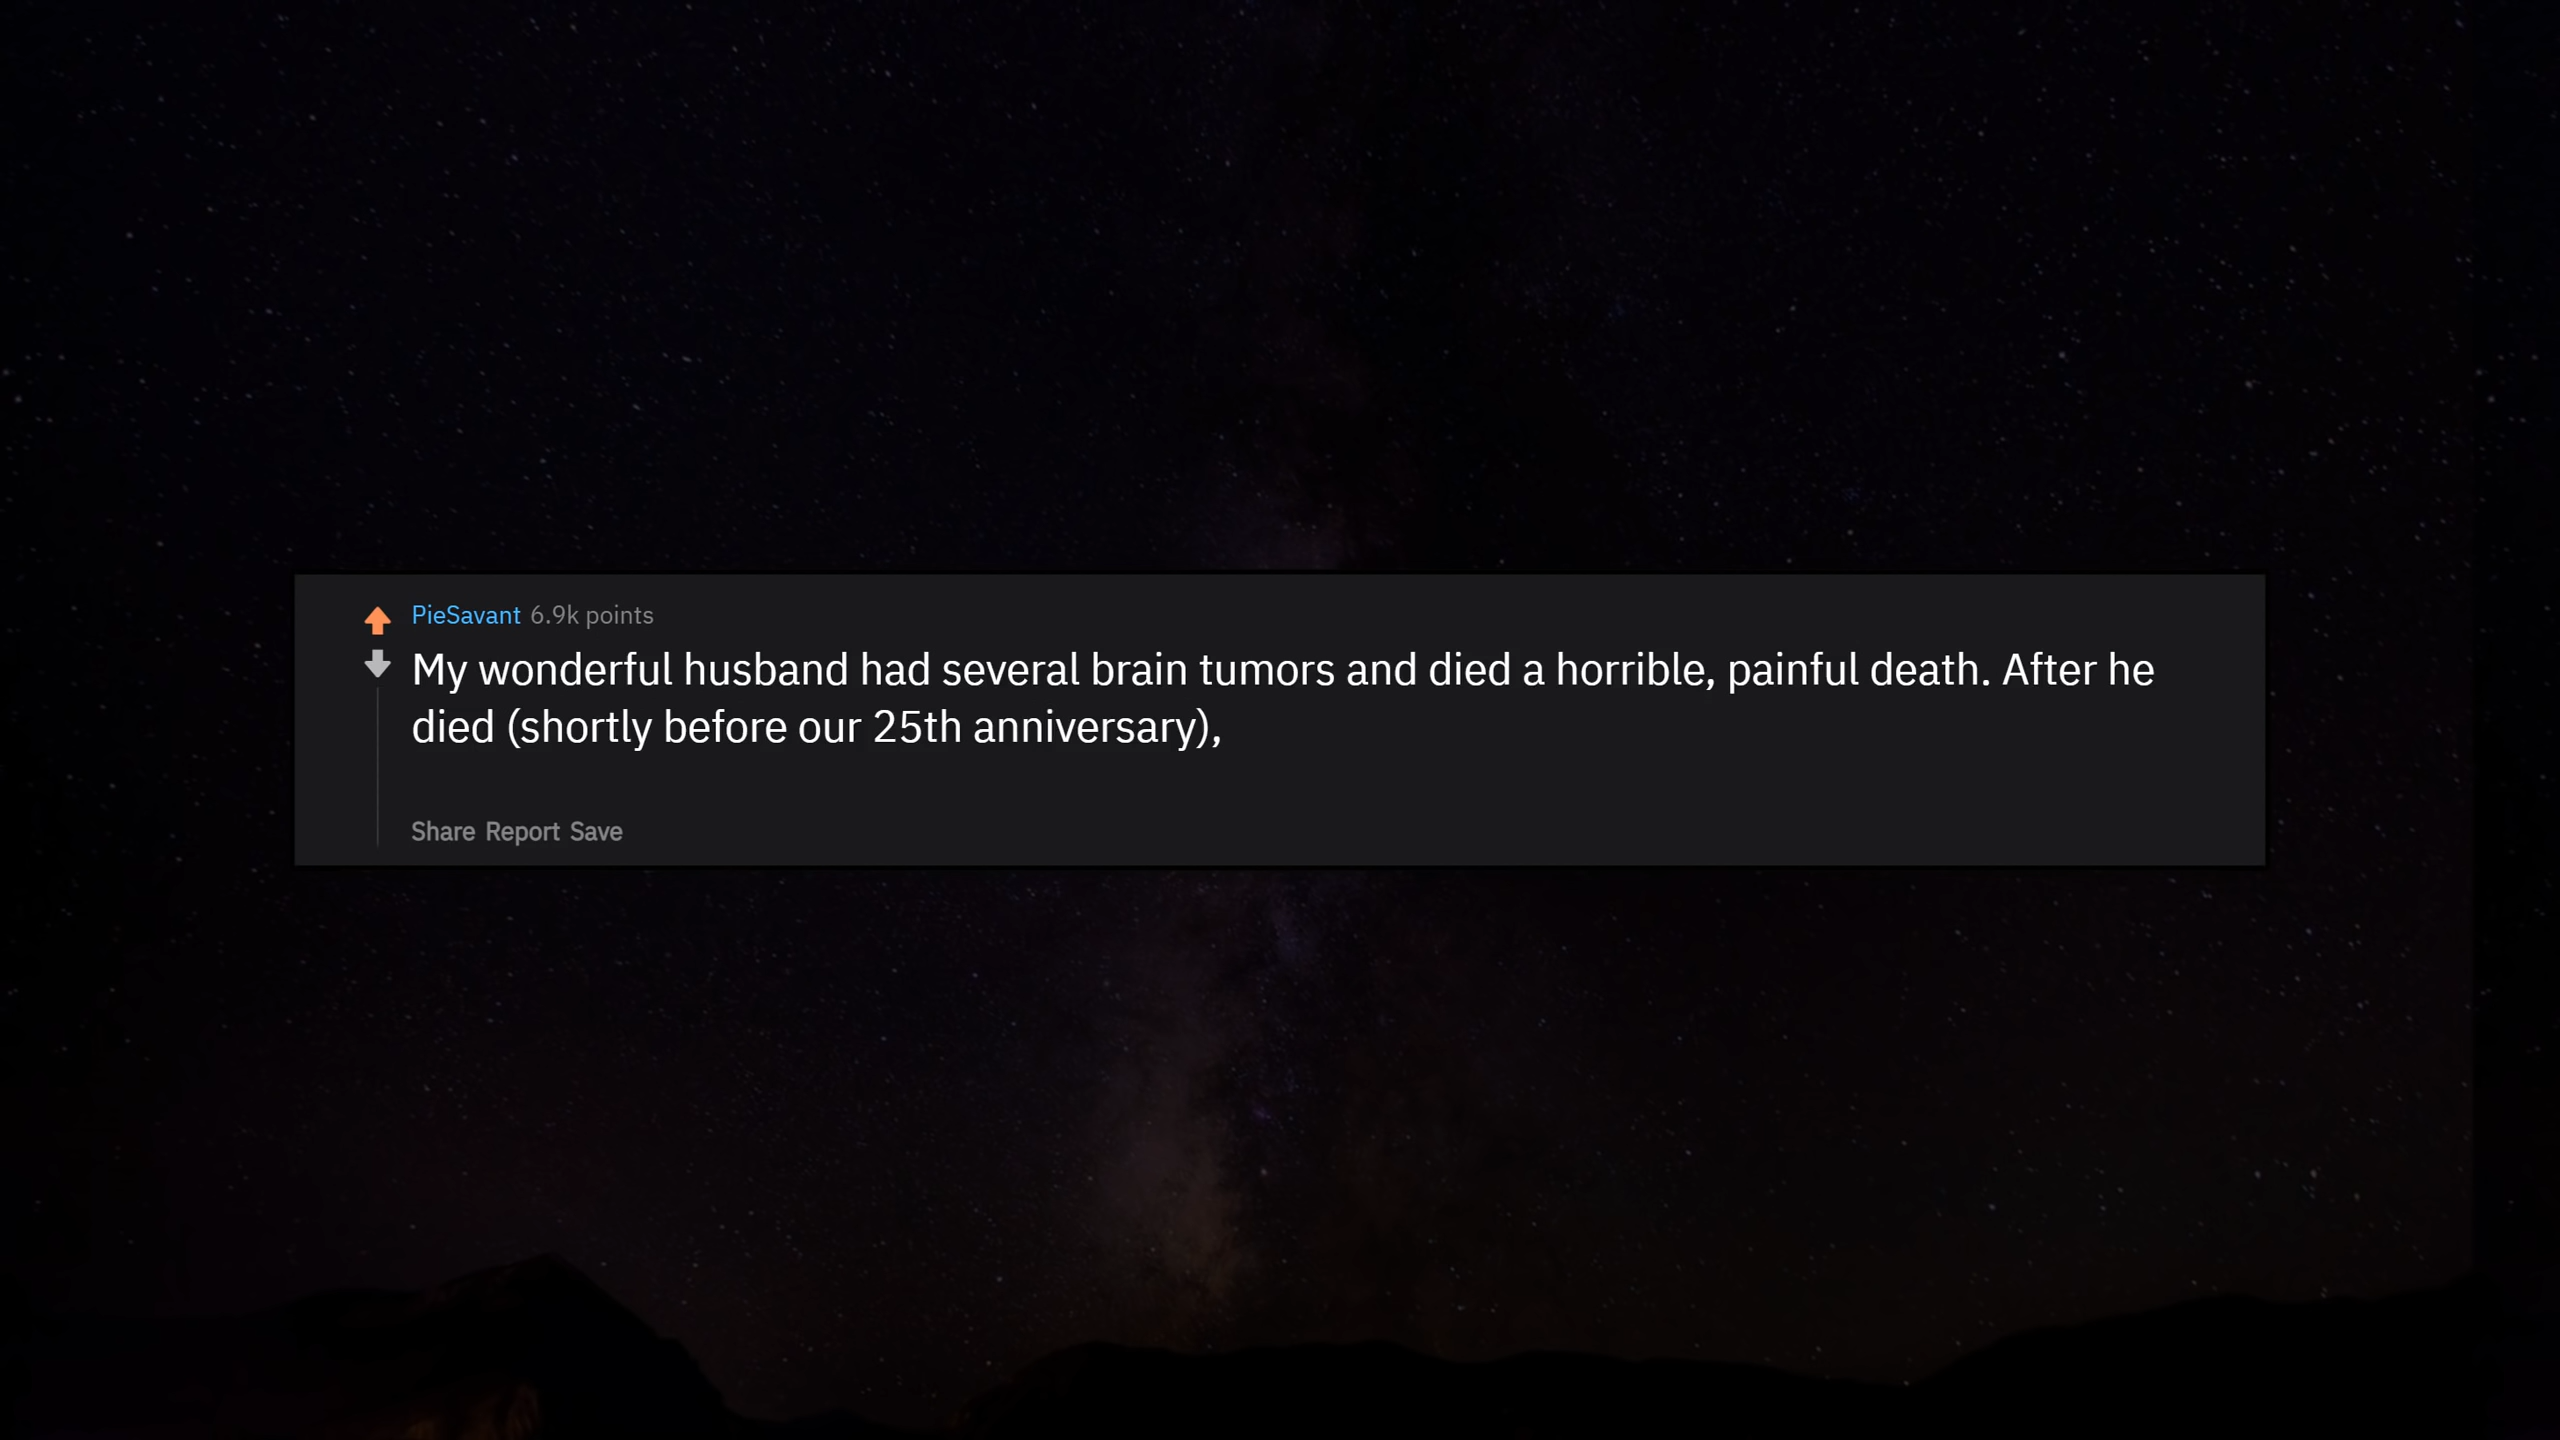 PieSavant 6.9k points
My wonderful husband had several brain tumors and died a horrible, painful death. After he
died (shortly before our 25th anniversary),
Share Report Save